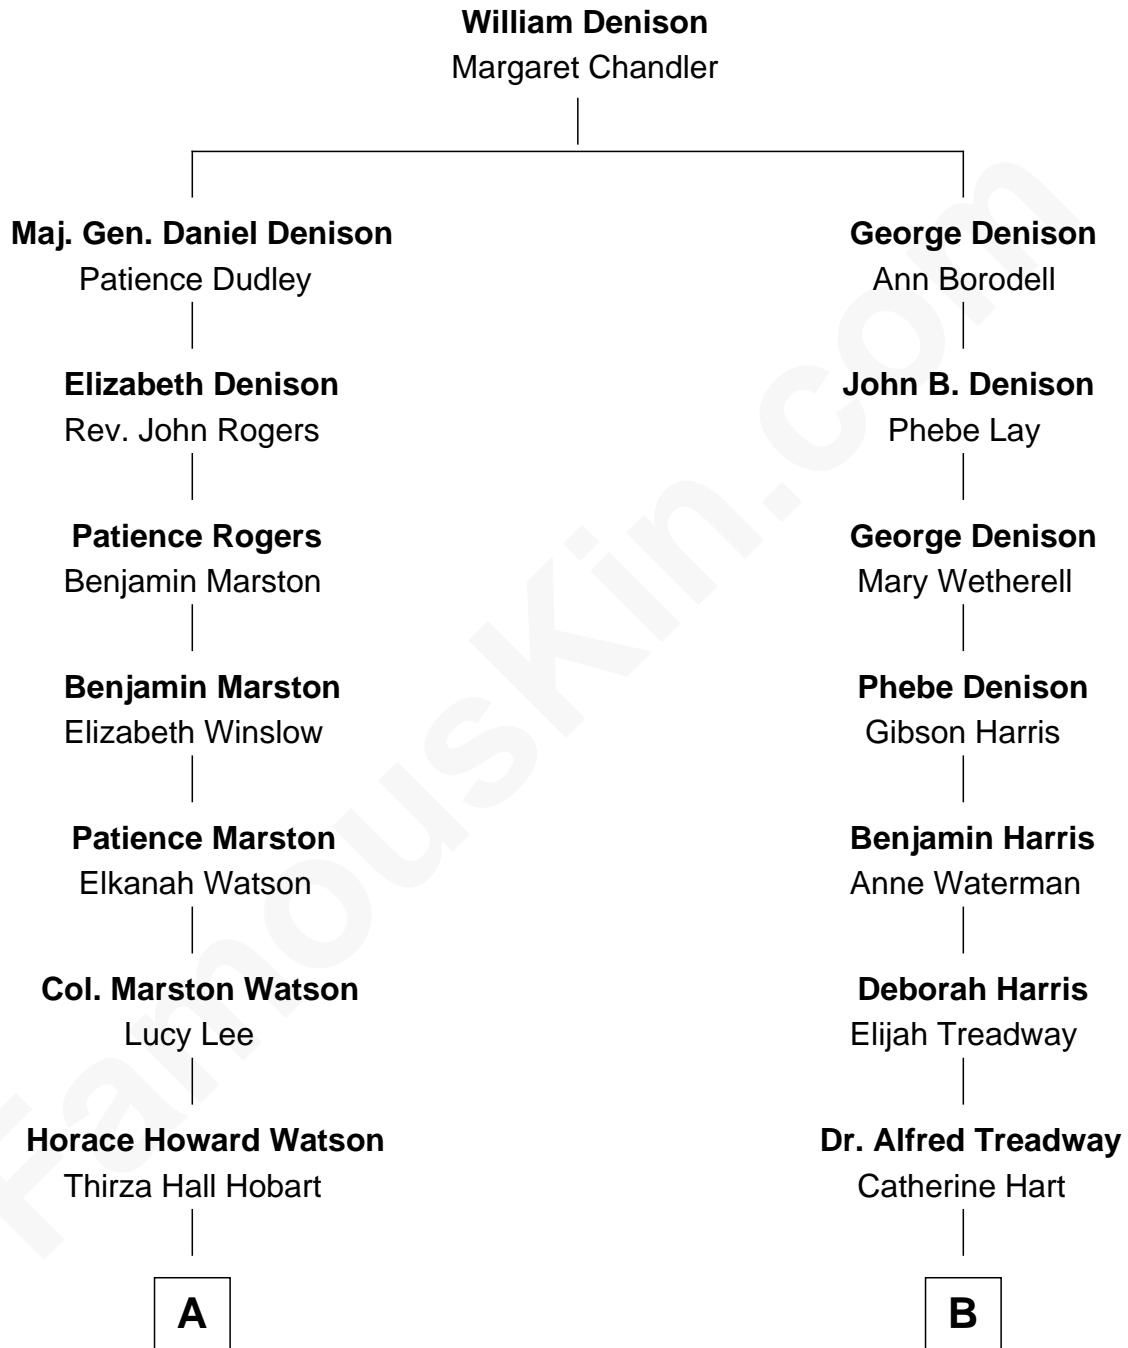 William Denison
Margaret Chandler
Maj. Gen. Daniel Denison
Patience Dudley
George Denison
Ann Borodell
Elizabeth Denison
Rev. John Rogers
John B. Denison
Phebe Lay
Patience Rogers
Benjamin Marston
George Denison
Mary Wetherell
Benjamin Marston
Elizabeth Winslow
Phebe Denison
Gibson Harris
Patience Marston
Elkanah Watson
Benjamin Harris
Anne Waterman
Col. Marston Watson
Lucy Lee
Deborah Harris
Elijah Treadway
Horace Howard Watson
Thirza Hall Hobart
Dr. Alfred Treadway
Catherine Hart
A
B
FamousKin.com